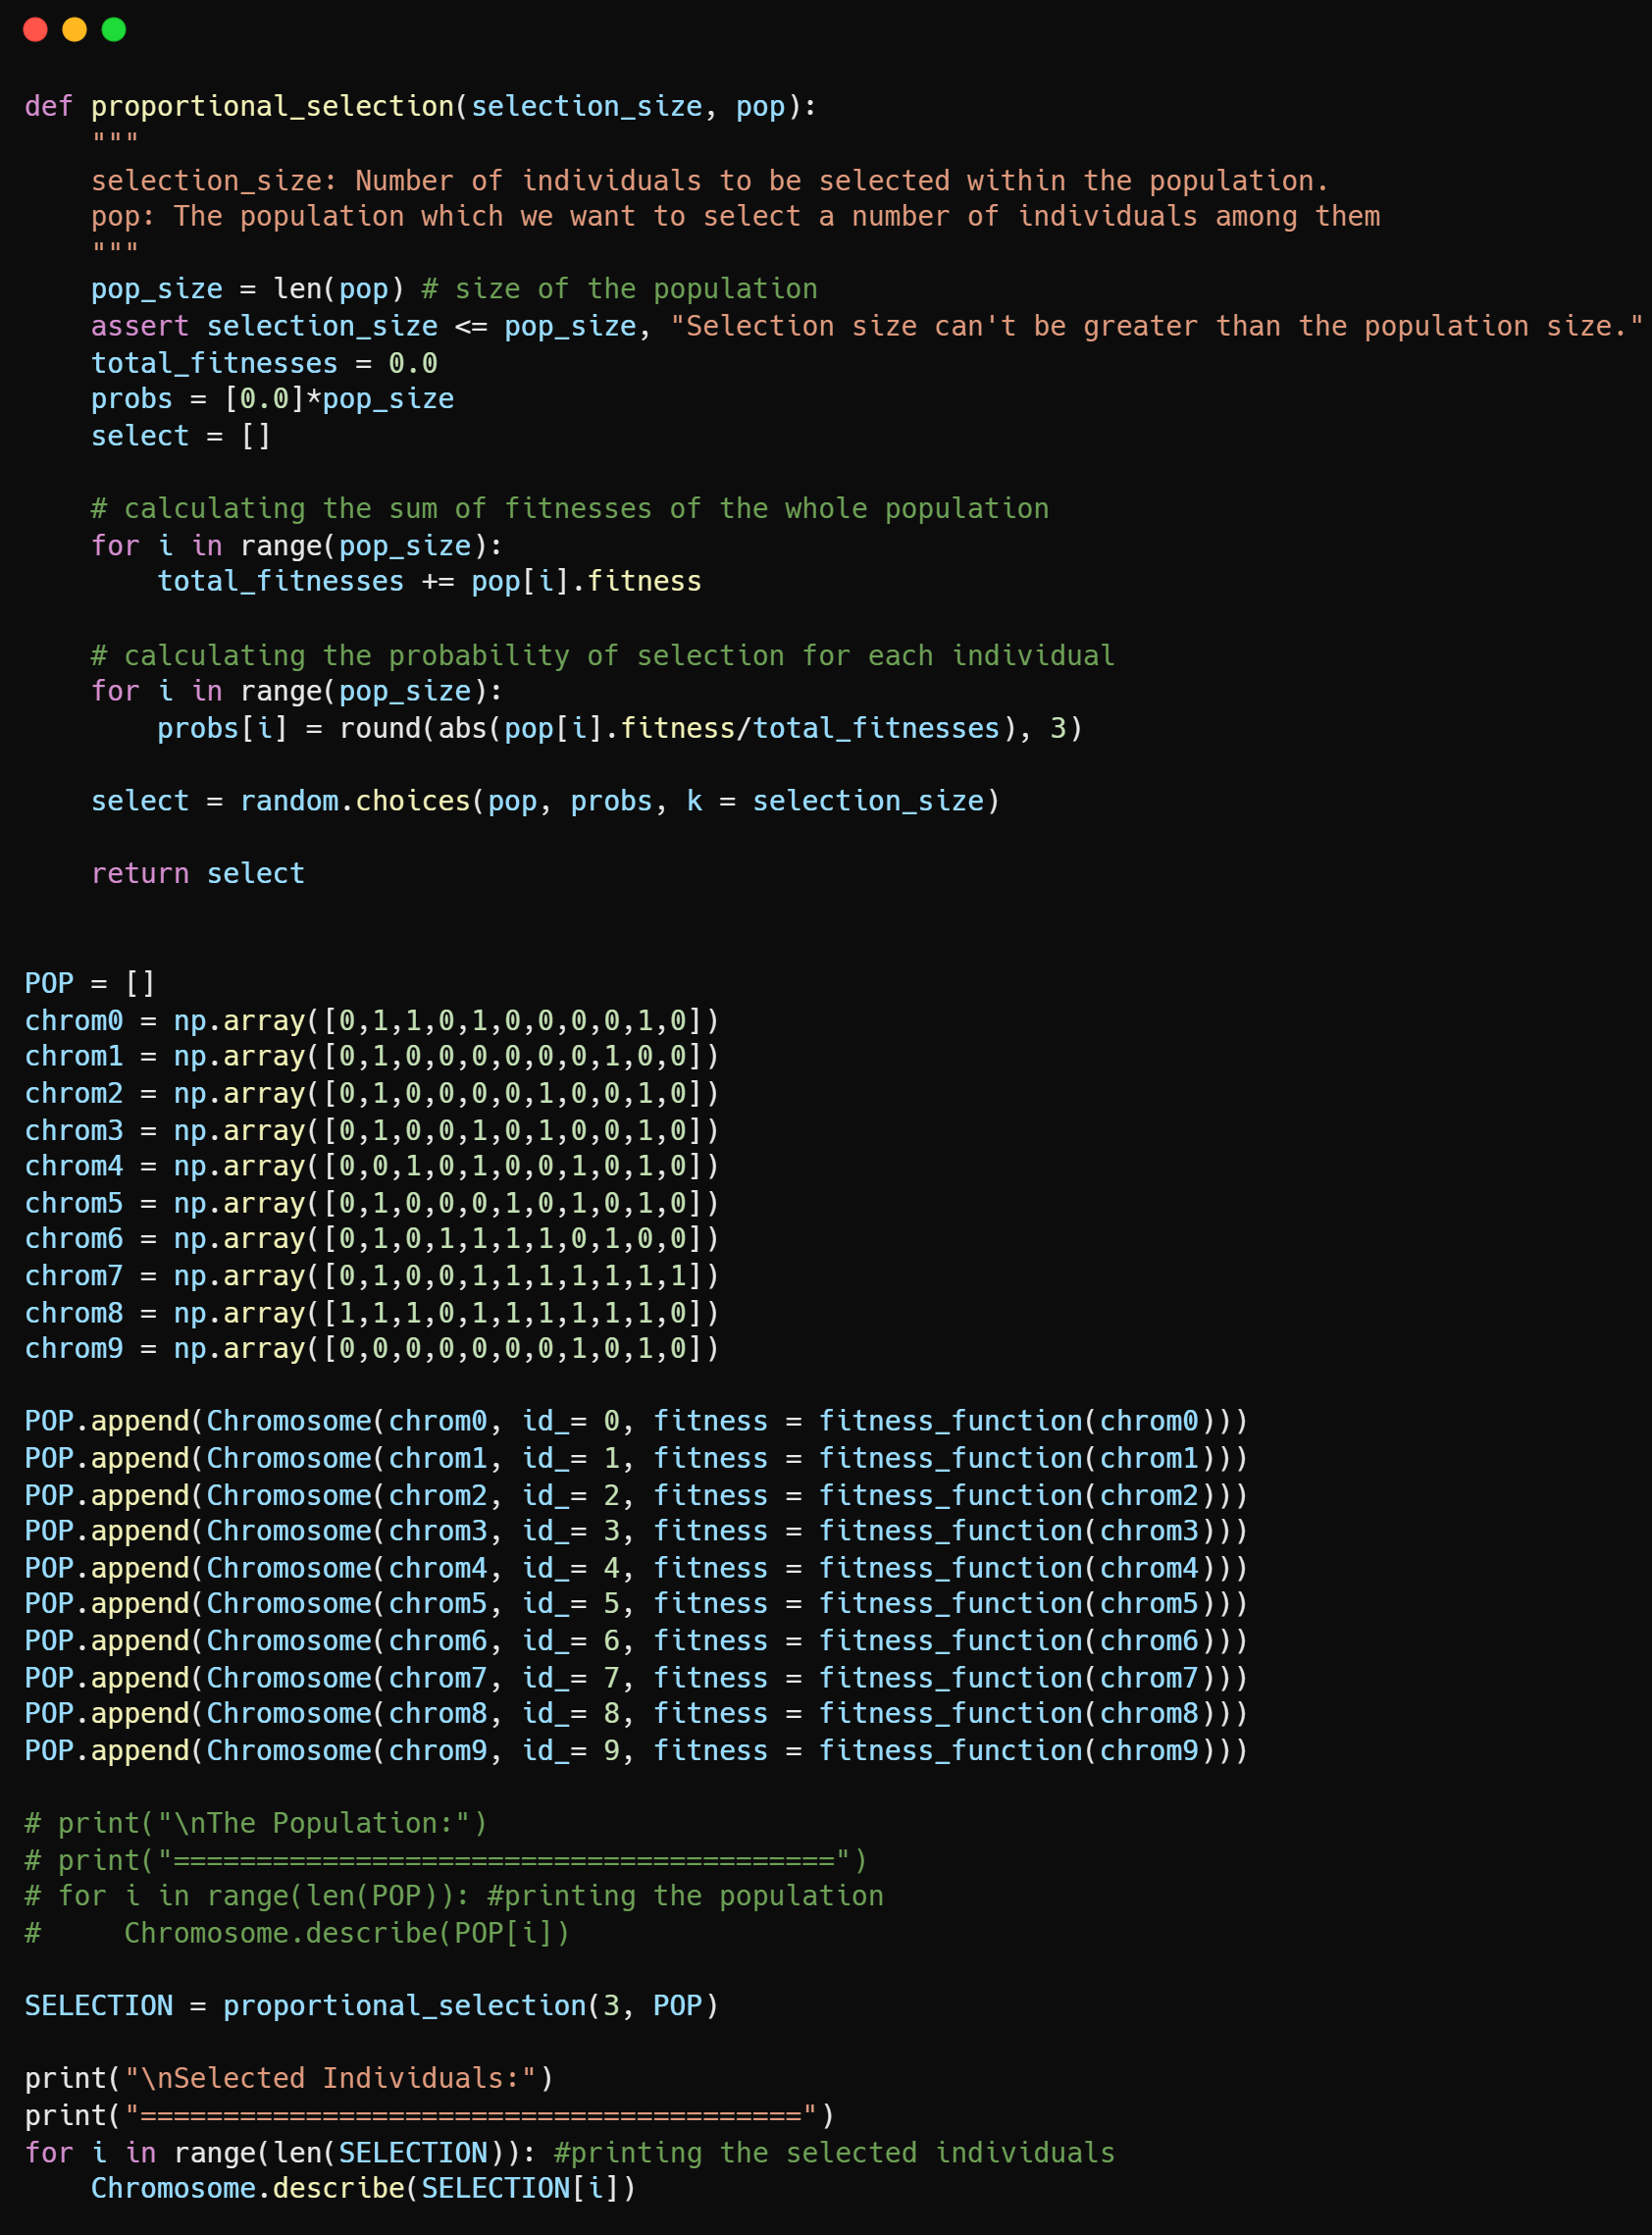 def proportional_selection(selection_size, pop):
    """
    selection_size: Number of individuals to be selected within the population.
    pop: The population which we want to select a number of individuals among them
    """
    pop_size = len(pop) # size of the population
    assert selection_size <= pop_size, "Selection size can't be greater than the population size."
    total_fitnesses = 0.0
    probs = [0.0]*pop_size
    select = []

    # calculating the sum of fitnesses of the whole population
    for i in range(pop_size):
        total_fitnesses += pop[i].fitness

    # calculating the probability of selection for each individual
    for i in range(pop_size):
        probs[i] = round(abs(pop[i].fitness/total_fitnesses), 3)

    select = random.choices(pop, probs, k = selection_size)

    return select


POP = []
chrom0 = np.array([0,1,1,0,1,0,0,0,0,1,0])
chrom1 = np.array([0,1,0,0,0,0,0,0,1,0,0])
chrom2 = np.array([0,1,0,0,0,0,1,0,0,1,0])
chrom3 = np.array([0,1,0,0,1,0,1,0,0,1,0])
chrom4 = np.array([0,0,1,0,1,0,0,1,0,1,0])
chrom5 = np.array([0,1,0,0,0,1,0,1,0,1,0])
chrom6 = np.array([0,1,0,1,1,1,1,0,1,0,0])
chrom7 = np.array([0,1,0,0,1,1,1,1,1,1,1])
chrom8 = np.array([1,1,1,0,1,1,1,1,1,1,0])
chrom9 = np.array([0,0,0,0,0,0,0,1,0,1,0])

POP.append(Chromosome(chrom0, id_= 0, fitness = fitness_function(chrom0)))
POP.append(Chromosome(chrom1, id_= 1, fitness = fitness_function(chrom1)))
POP.append(Chromosome(chrom2, id_= 2, fitness = fitness_function(chrom2)))
POP.append(Chromosome(chrom3, id_= 3, fitness = fitness_function(chrom3)))
POP.append(Chromosome(chrom4, id_= 4, fitness = fitness_function(chrom4)))
POP.append(Chromosome(chrom5, id_= 5, fitness = fitness_function(chrom5)))
POP.append(Chromosome(chrom6, id_= 6, fitness = fitness_function(chrom6)))
POP.append(Chromosome(chrom7, id_= 7, fitness = fitness_function(chrom7)))
POP.append(Chromosome(chrom8, id_= 8, fitness = fitness_function(chrom8)))
POP.append(Chromosome(chrom9, id_= 9, fitness = fitness_function(chrom9)))

# print("\nThe Population:")
# print("========================================")
# for i in range(len(POP)): #printing the population
#     Chromosome.describe(POP[i])

SELECTION = proportional_selection(3, POP)

print("\nSelected Individuals:")
print("========================================")
for i in range(len(SELECTION)): #printing the selected individuals
    Chromosome.describe(SELECTION[i])